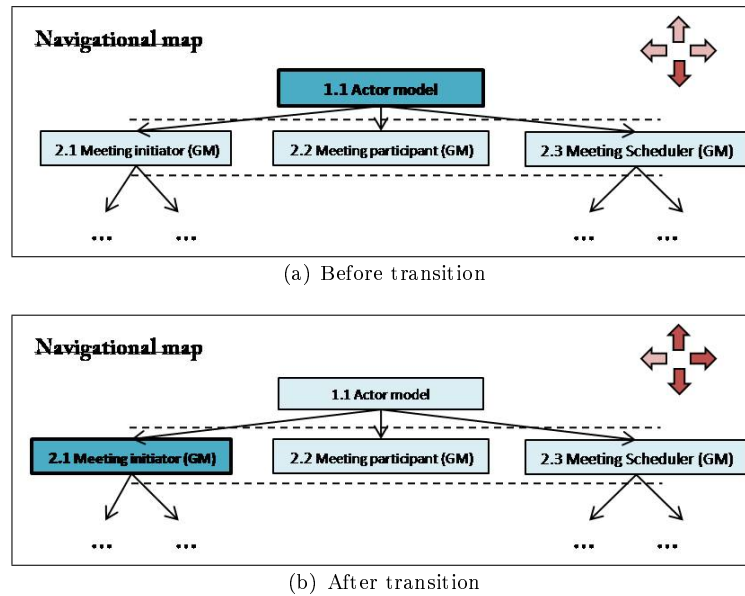 Navigational map
1.1 Actor model
2.1 Meeting initiator (GM) 2.2 Meeting participant (GM) 2.3 Meeting Scheduler (GM)
... ... ... ...
(a) Before transition
Navigational map
1.1 Actor model
2.1 Meeting initiator (GM) 2.2 Meeting participant (GM) 2.3 Meeting Scheduler (GM)
... ... ... ...
(b) After transition